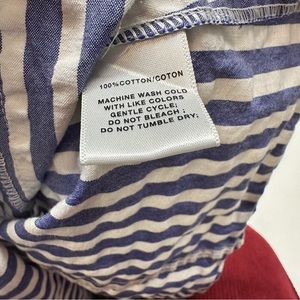 100%COTTON/COTON
MACHINE WASH COLD
WITH LIKE COLORS
GENTLE CYCLE;
DO NOT BLEACH;
DO NOT TUMBLE DRY;